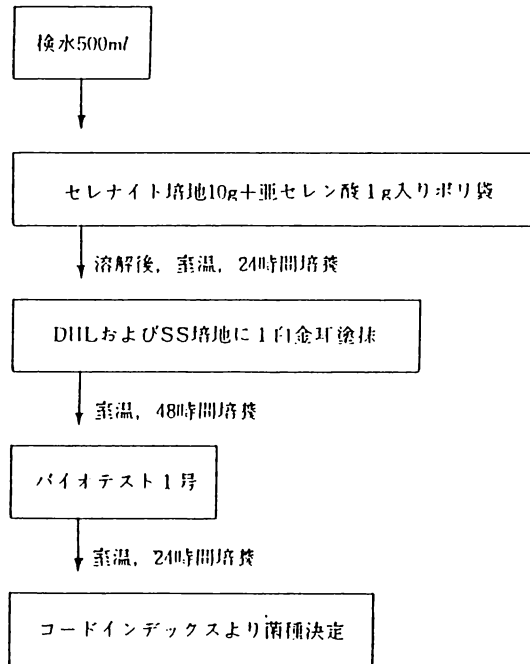 検水500ml
セレナイト培地10g+亜セレン酸1g入りポリ袋
溶解後, 室温, 24時間培養
DHLおよびSS培地に1白金耳塗抹
室温, 48時間培養
バイオテスト1号
室温, 24時間培養
コードインデックスより菌種決定